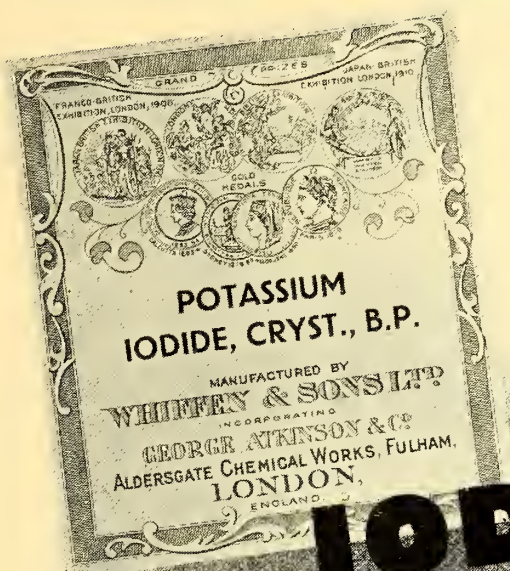 GRAND PRIZES
FRANCO-BRITISH
EXHIBITION, LONDON, 1908.
JAPAN-BRITISH
EXHIBITION LONDON, 1910.
GOLD
MEDALS
POTASSIUM
IODIDE, CRYST., B.P.
MANUFACTURED BY
WHIFFEN & SONS LTD
INCORPORATING
GEORGE ATKINSON & CO
ALDERSGATE CHEMICAL WORKS, FULHAM,
LONDON,
ENGLAND.